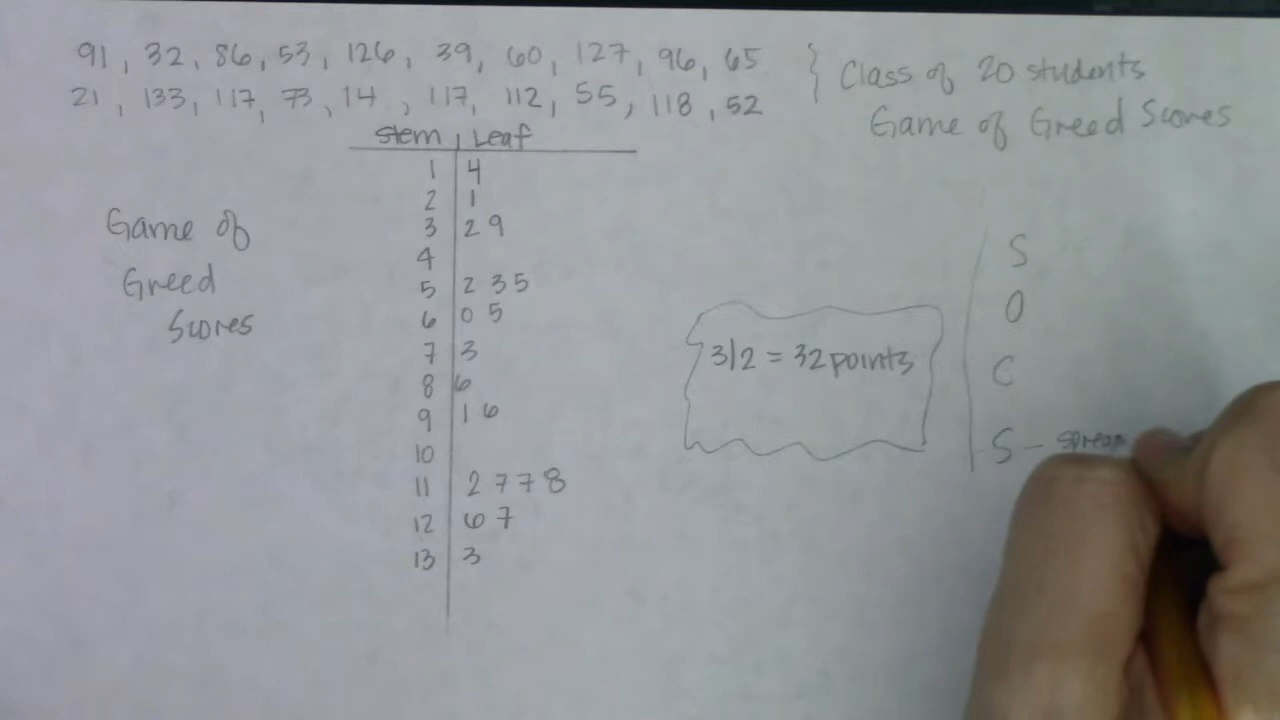 91, 32, 86, 53, 126, 39, 60, 127, 96, 65
21, 133, 117, 73, 14, 117, 112, 55, 118, 52
} Class of 20 students
Game of Greed Scores
Stem | Leaf
1 | 4
2 | 1
3 | 2 9
4 |
5 | 2 3 5
6 | 0 5
7 | 3
8 | 6
9 | 1 6
10 |
11 | 2 7 7 8
12 | 6 7
13 | 3
Game of
Greed
Scores
3|2 = 32 points
S
O
C
S - sprea